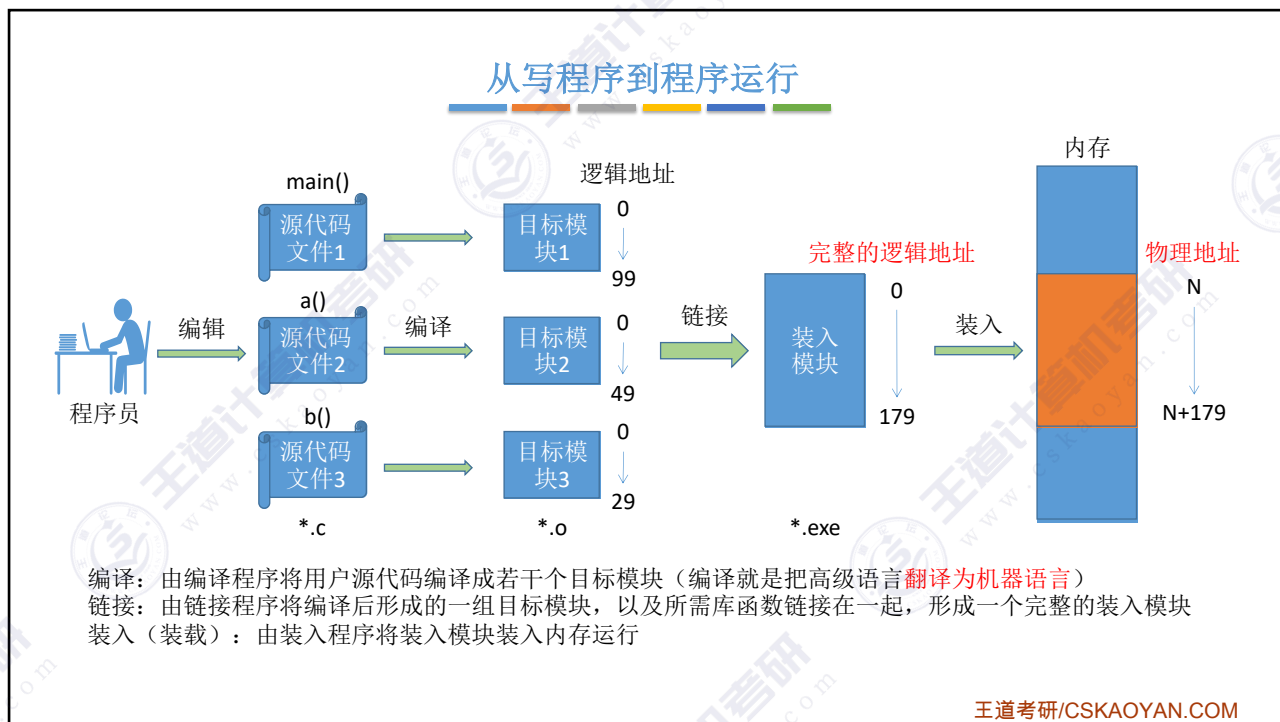 从写程序到程序运行
内存
逻辑地址
main()
源代码
文件1
目标模
块1
0
99
完整的逻辑地址
物理地址
a()
源代码
文件2
目标模
块2
0
49
编辑
编译
链接
装入
模块
0
179
装入
N
N+179
程序员
b()
源代码
文件3
目标模
块3
0
29
*.c
*.o
*.exe
编译：由编译程序将用户源代码编译成若干个目标模块（编译就是把高级语言翻译为机器语言）
链接：由链接程序将编译后形成的一组目标模块，以及所需库函数链接在一起，形成一个完整的装入模块
装入（装载）：由装入程序将装入模块装入内存运行
王道考研/CSKAOYAN.COM
王道计算机考研
www.cskaoyan.com